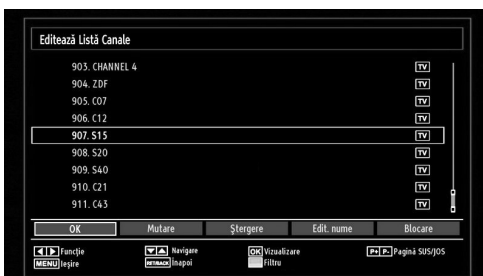 Editează Listă Canale
903. CHANNEL 4 TV
904. ZDF TV
905. C07 TV
906. C12 TV
907. S15 TV
908. S20 TV
909. S40 TV
910. C21 TV
911. C43 TV
OK Mutare Ştergere Edit. nume Blocare
Funcţie Navigare OK Vizualizare P+ P- Pagină SUS/JOS
MENU Ieşire RET/BACK Înapoi Filtru